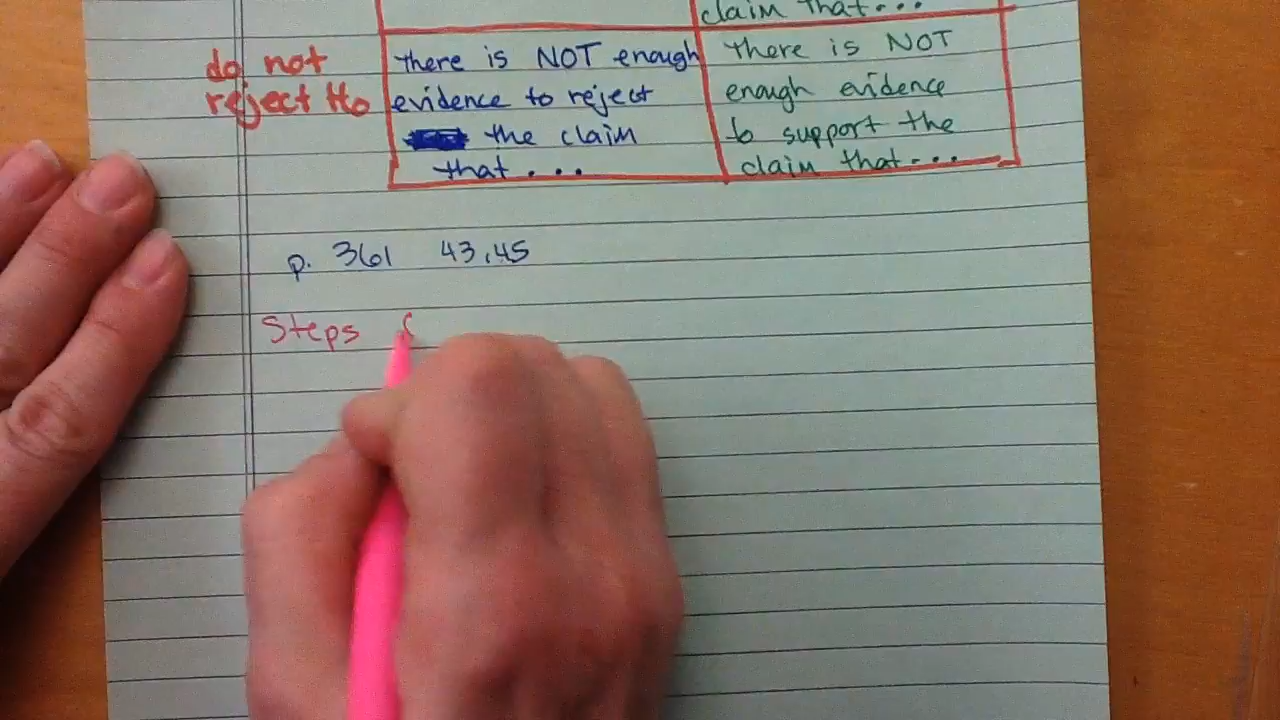 claim that...
do not
reject Ho
there is NOT enough
evidence to reject
the claim
that...
There is NOT
enough evidence
to support the
claim that...
p. 361 43,45
Steps